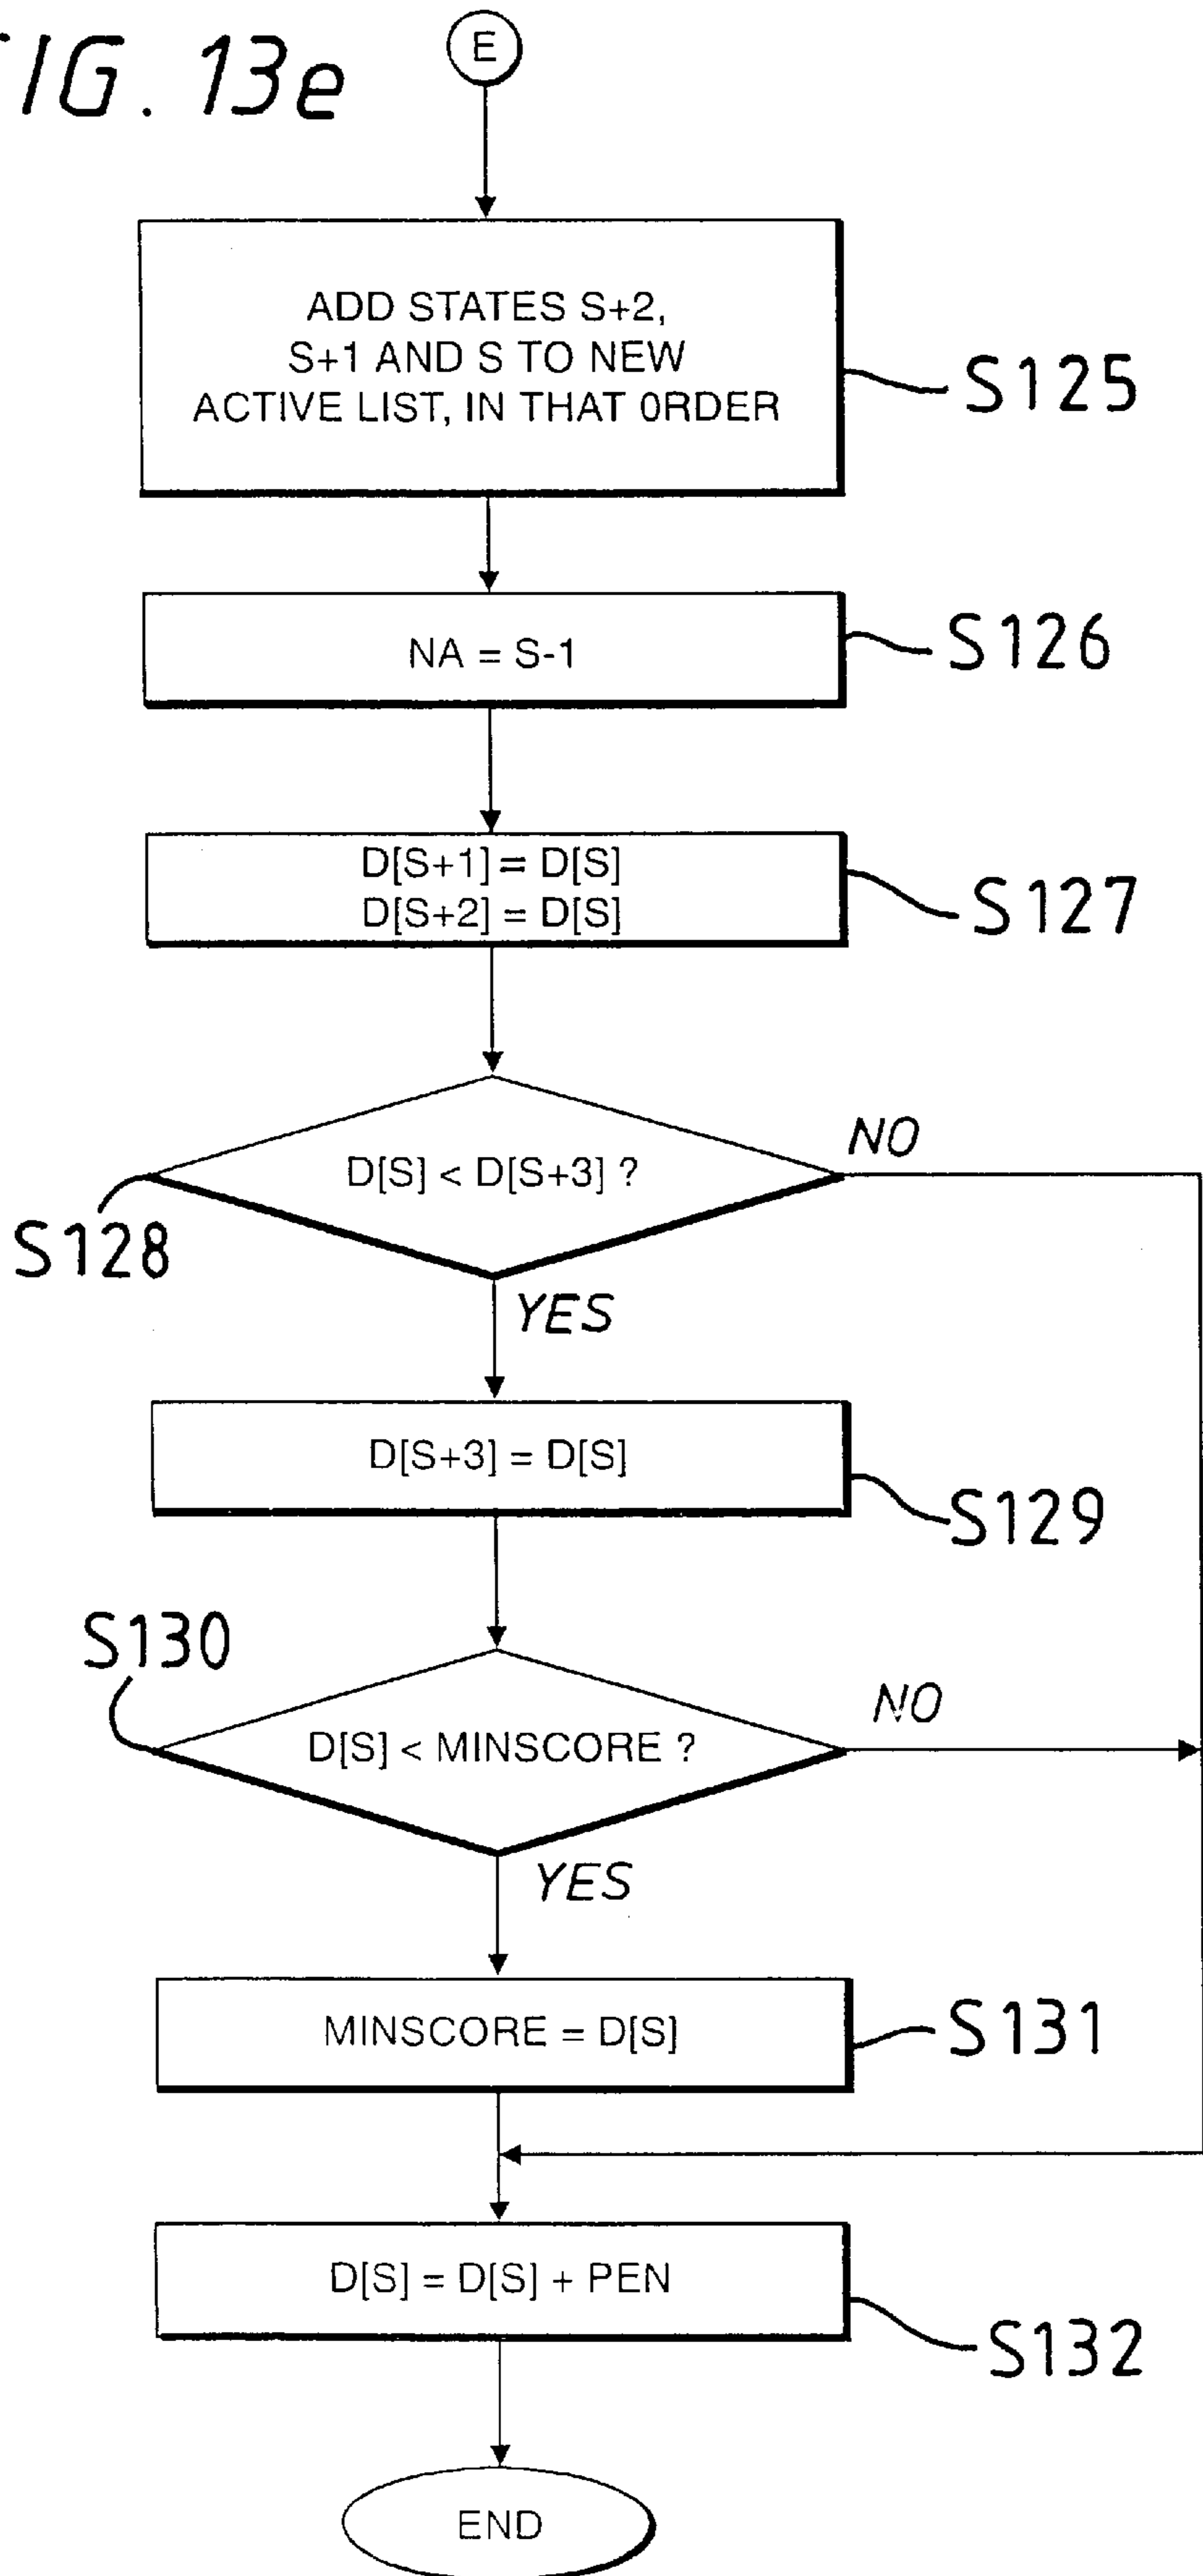 FIG. 13e
E
ADD STATES S+2,
S+1 AND S TO NEW
ACTIVE LIST, IN THAT 0RDER
S125
NA = S-1
S126
D[S+1] = D[S]
D[S+2] = D[S]
S127
D[S] < D[S+3] ?
NO
S128
YES
D[S+3] = D[S]
S129
S130
D[S] < MINSCORE ?
NO
YES
MINSCORE = D[S]
S131
D[S] = D[S] + PEN
S132
END